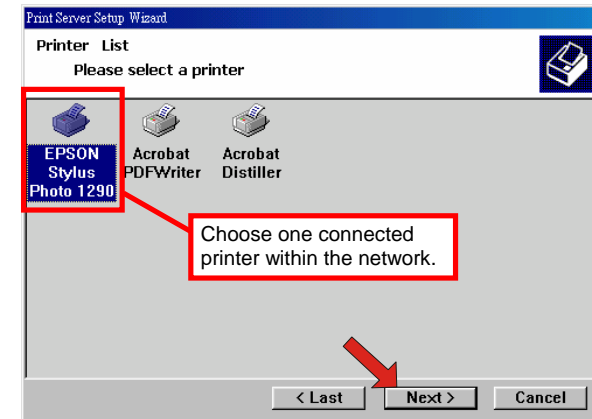 Print Server Setup Wizard
Printer List
Please select a printer
EPSON
Stylus
Photo 1290
Acrobat
PDFWriter
Acrobat
Distiller
Choose one connected
printer within the network.
< Last
Next >
Cancel